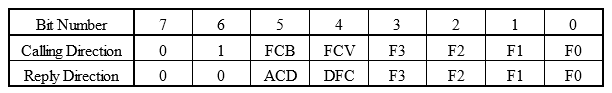 Bit Number 7 6 5 4 3 2 1 0
Calling Direction 0 1 FCB FCV F3 F2 F1 F0
Reply Direction 0 0 ACD DFC F3 F2 F1 F0